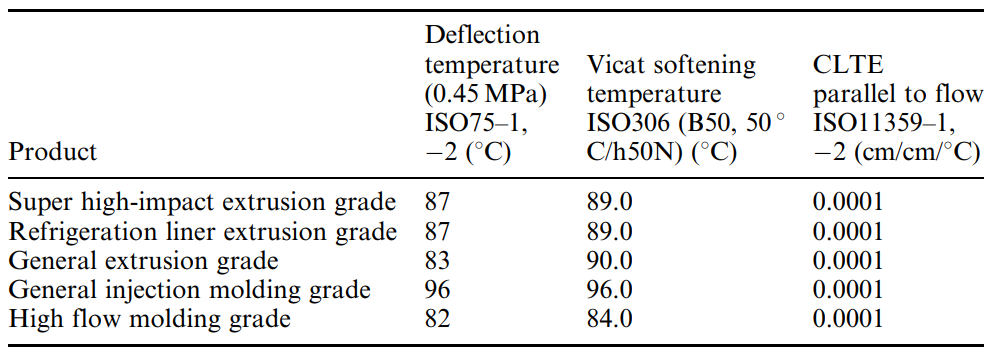 Deflection
temperature Vicat softening CLTE
(0.45 MPa) temperature parallel to flow
ISO75–1, ISO306 (B50, 50 ° ISO11359–1,
Product −2 (°C) C/h50N) (°C) −2 (cm/cm/°C)
Super high-impact extrusion grade 87 89.0 0.0001
Refrigeration liner extrusion grade 87 89.0 0.0001
General extrusion grade 83 90.0 0.0001
General injection molding grade 96 96.0 0.0001
High flow molding grade 82 84.0 0.0001